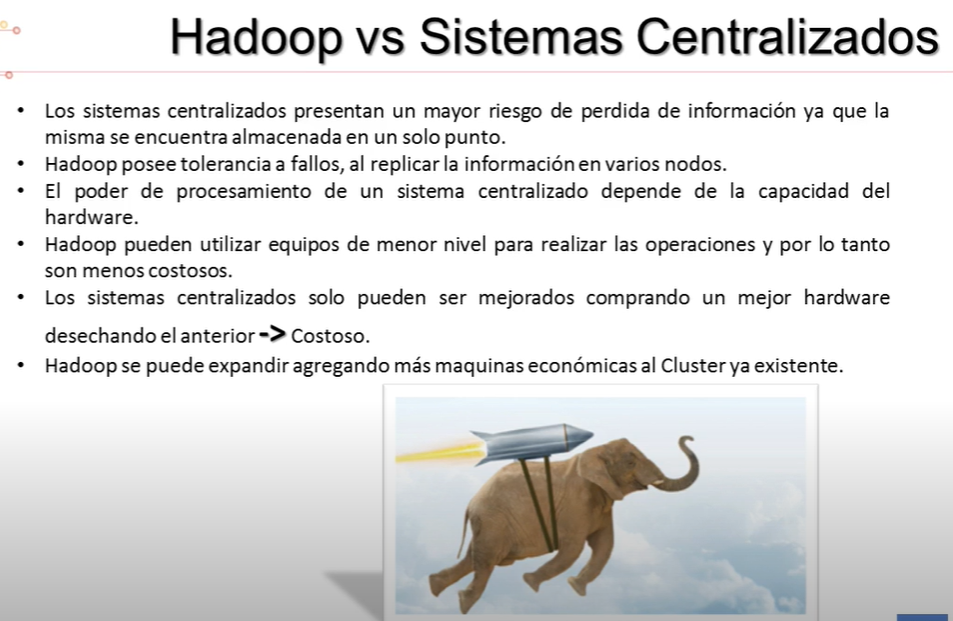 Hadoop vs Sistemas Centralizados
• Los sistemas centralizados presentan un mayor riesgo de perdida de información ya que la
misma se encuentra almacenada en un solo punto.
• Hadoop posee tolerancia a fallos, al replicar la información en varios nodos.
• El poder de procesamiento de un sistema centralizado depende de la capacidad del
hardware.
• Hadoop pueden utilizar equipos de menor nivel para realizar las operaciones y por lo tanto
son menos costosos.
• Los sistemas centralizados solo pueden ser mejorados comprando un mejor hardware
desechando el anterior -> Costoso.
• Hadoop se puede expandir agregando más maquinas económicas al Cluster ya existente.